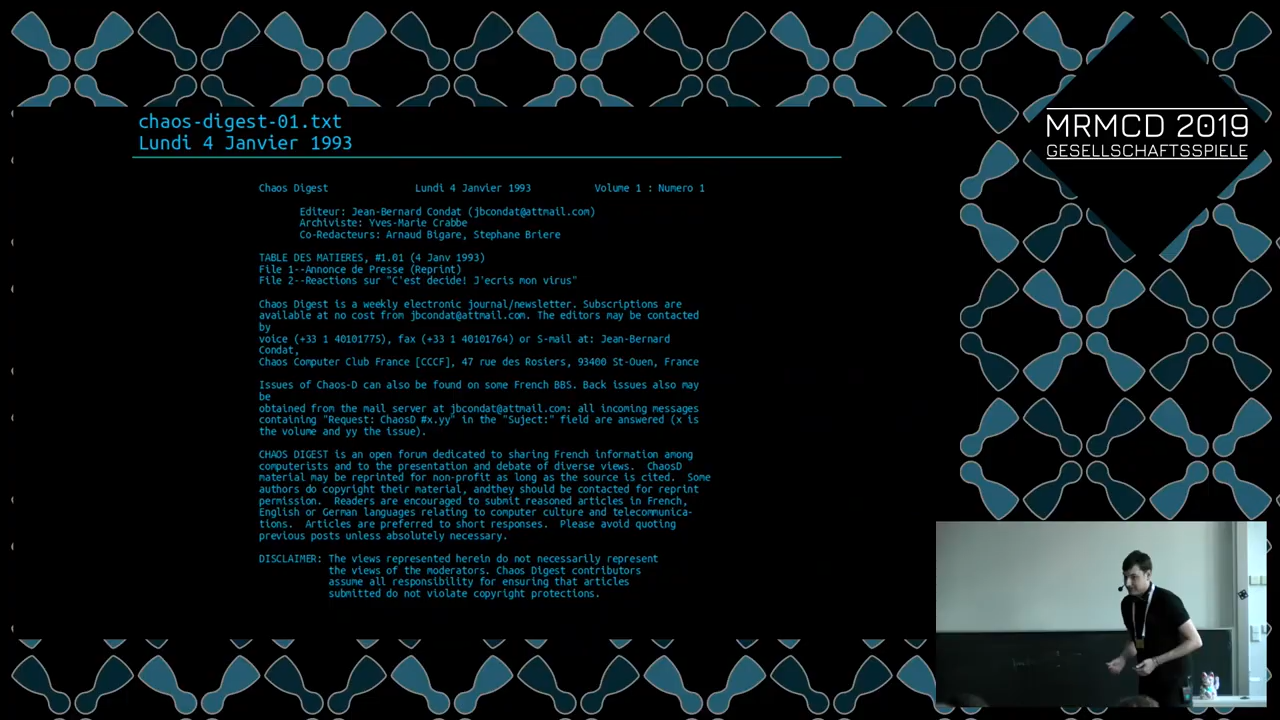 chaos-digest-01.txt
Lundi 4 Janvier 1993
MRMCD 2019
GESELLSCHAFTSSPIELE
Chaos Digest Lundi 4 Janvier 1993 Volume 1 : Numero 1
Editeur: Jean-Bernard Condat (jbcondat@attmail.com)
Archiviste: Yves-Marie Crabbe
Co-Redacteurs: Arnaud Bigare, Stephane Briere
TABLE DES MATIERES, #1.01 (4 Janv 1993)
File 1--Annonce de Presse (Reprint)
File 2--Reactions sur "C'est decide! J'ecris mon virus"
Chaos Digest is a weekly electronic journal/newsletter. Subscriptions are
available at no cost from jbcondat@attmail.com. The editors may be contacted
by
voice (+33 1 40101775), fax (+33 1 40101764) or S-mail at: Jean-Bernard
Condat,
Chaos Computer Club France [CCCF], 47 rue des Rosiers, 93400 St-Ouen, France
Issues of Chaos-D can also be found on some French BBS. Back issues also may
be
obtained from the mail server at jbcondat@attmail.com: all incoming messages
containing "Request: ChaosD #x.yy" in the "Suject:" field are answered (x is
the volume and yy the issue).
CHAOS DIGEST is an open forum dedicated to sharing French information among
computerists and to the presentation and debate of diverse views. ChaosD
material may be reprinted for non-profit as long as the source is cited. Some
authors do copyright their material, andthey should be contacted for reprint
permission. Readers are encouraged to submit reasoned articles in French,
English or German languages relating to computer culture and telecommunica-
tions. Articles are preferred to short responses. Please avoid quoting
previous posts unless absolutely necessary.
DISCLAIMER: The views represented herein do not necessarily represent
the views of the moderators. Chaos Digest contributors
assume all responsibility for ensuring that articles
submitted do not violate copyright protections.